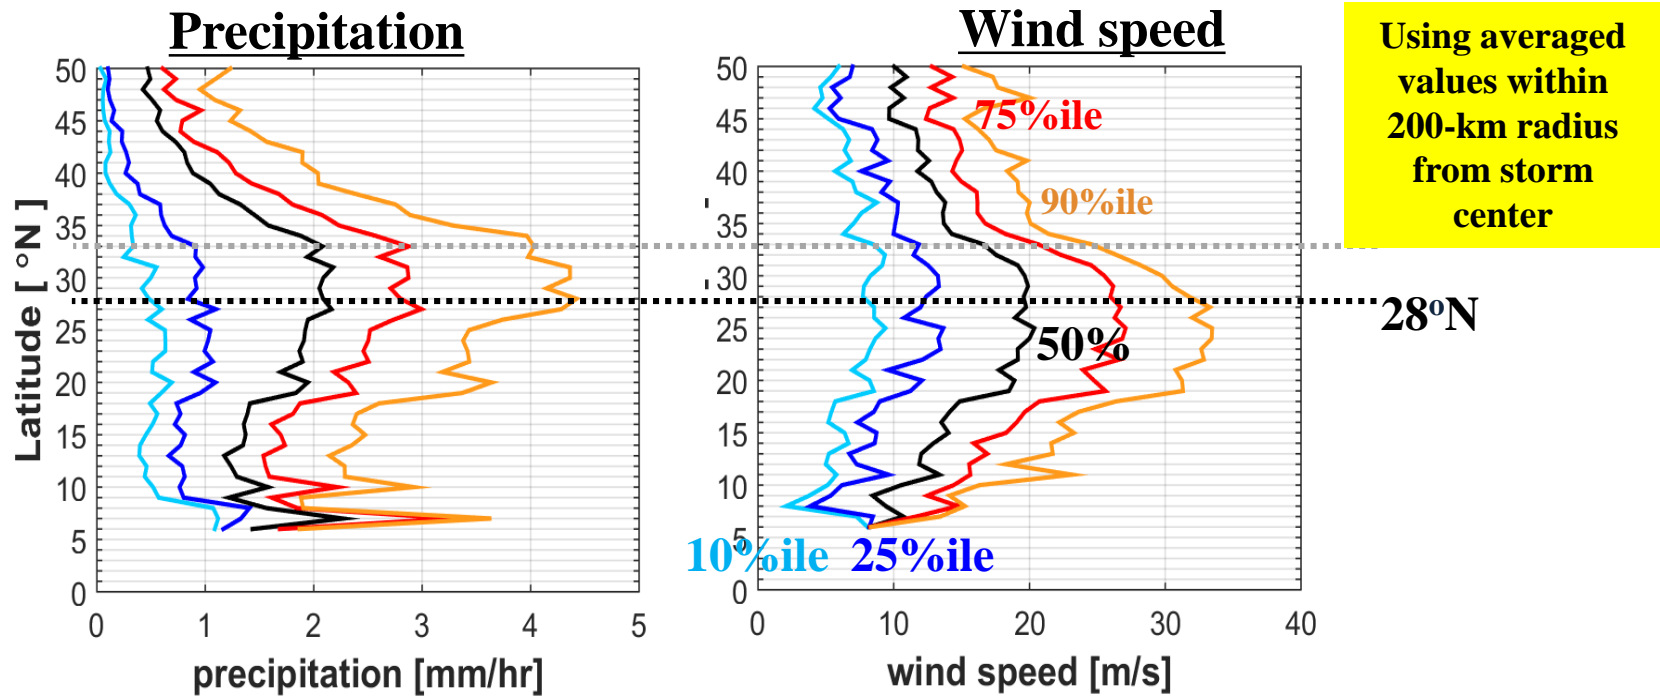 Precipitation
Wind speed
Using averaged
values within
200-km radius
from storm
center
50
45
40
35
30
25
20
15
10
5
0
Latitude [ °N ]
0 1 2 3 4 5
precipitation [mm/hr]
50
45
40
35
30
25
20
15
10
5
0
75%ile
90%ile
50%
10%ile 25%ile
28°N
0 10 20 30 40
wind speed [m/s]